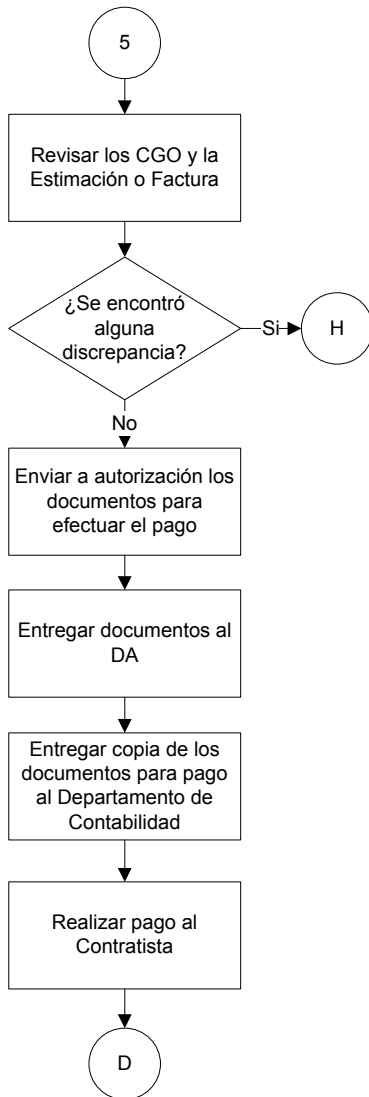 5
Revisar los CGO y la
Estimación o Factura
¿Se encontró
alguna
discrepancia?
Si
H
No
Enviar a autorización los
documentos para
efectuar el pago
Entregar documentos al
DA
Entregar copia de los
documentos para pago
al Departamento de
Contabilidad
Realizar pago al
Contratista
D